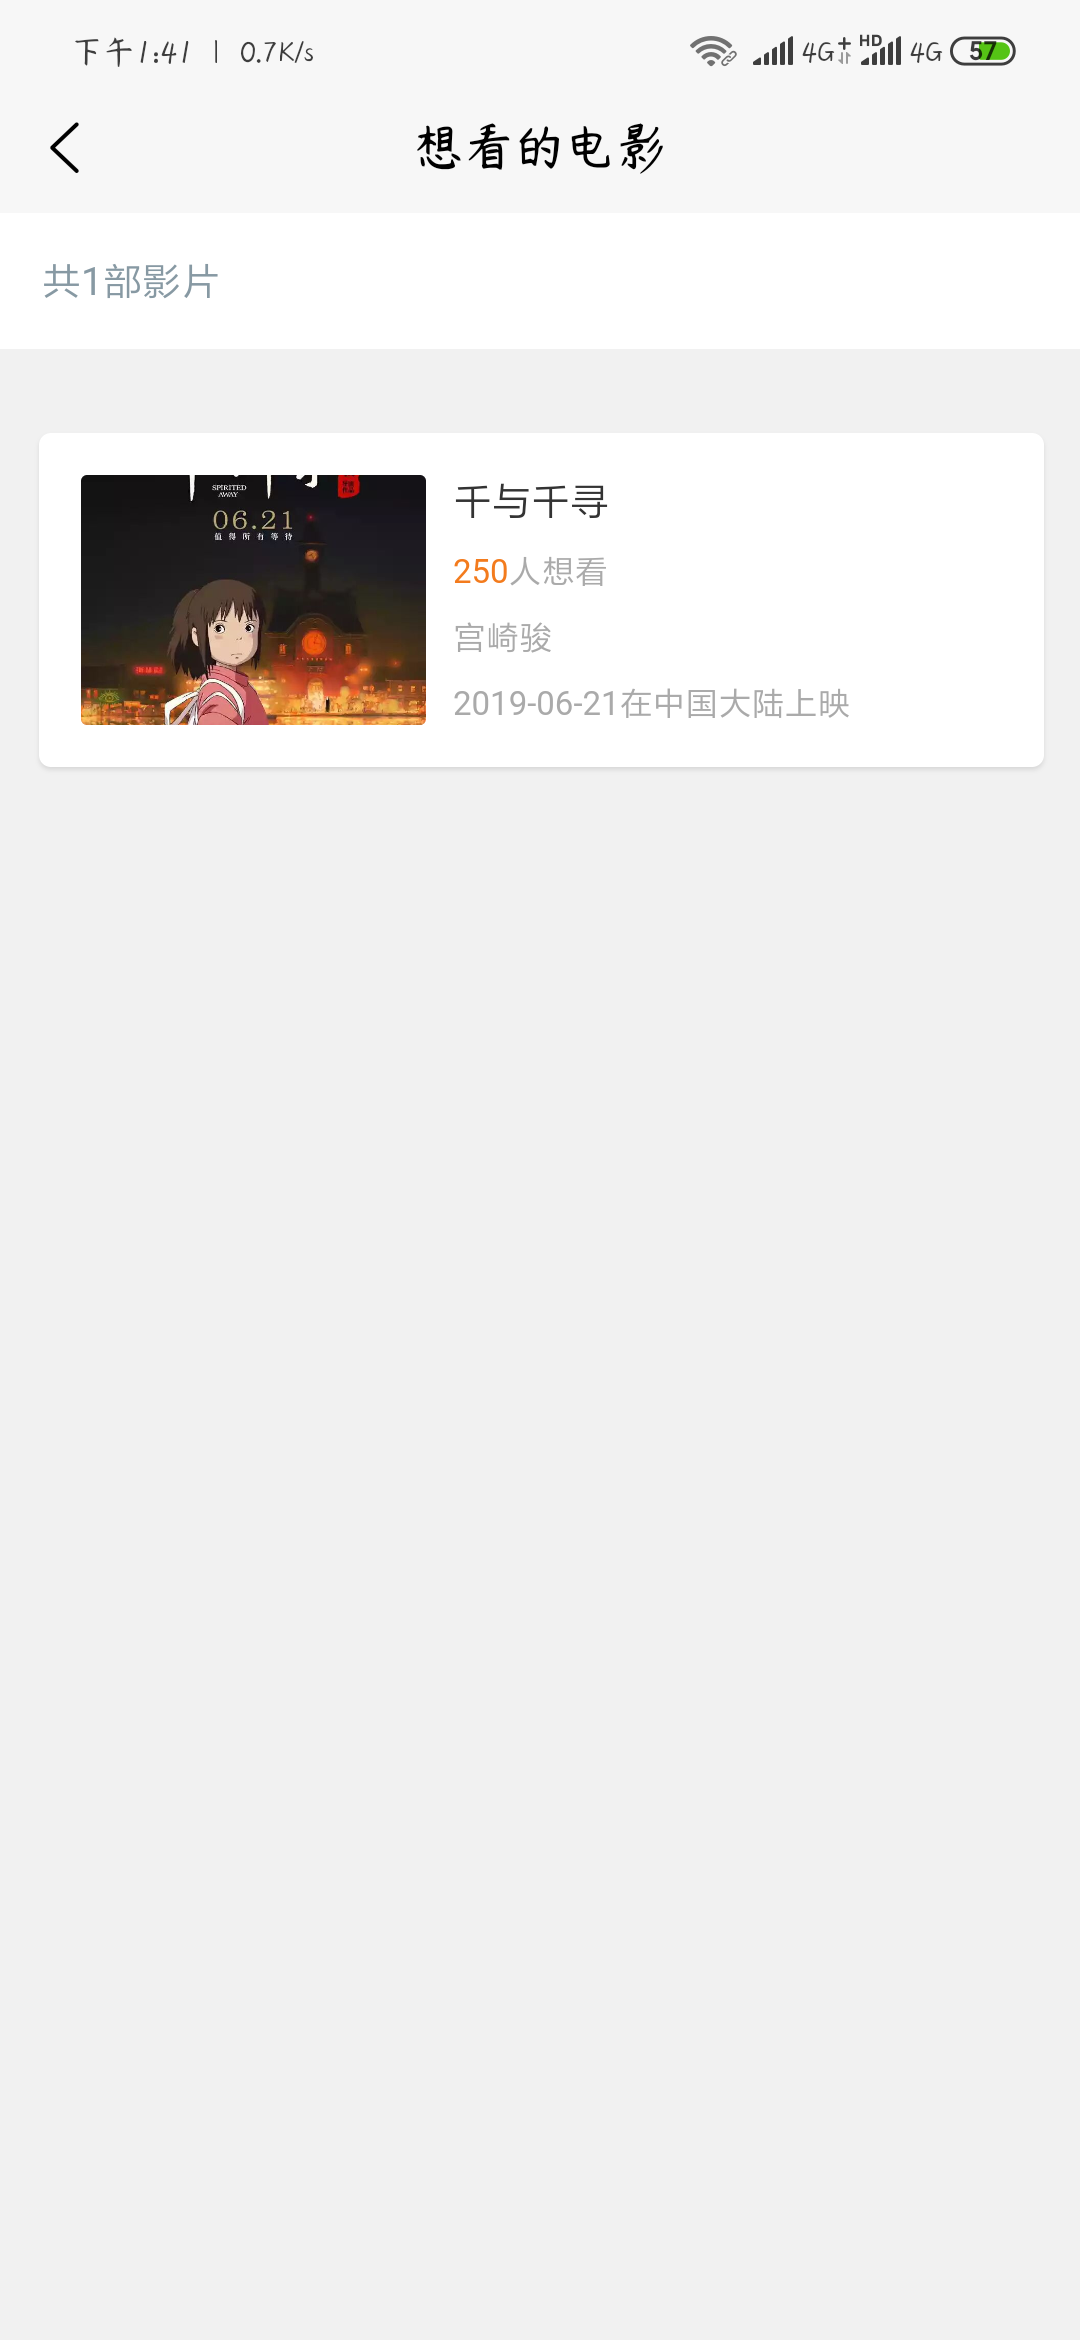 下午1:41 | 0.7K/s
4G+ HD 4G 57
想看的电影
共1部影片
SPIRITED
AWAY
06.21
值得所有等待
千与千寻
250人想看
宫崎骏
2019-06-21在中国大陆上映